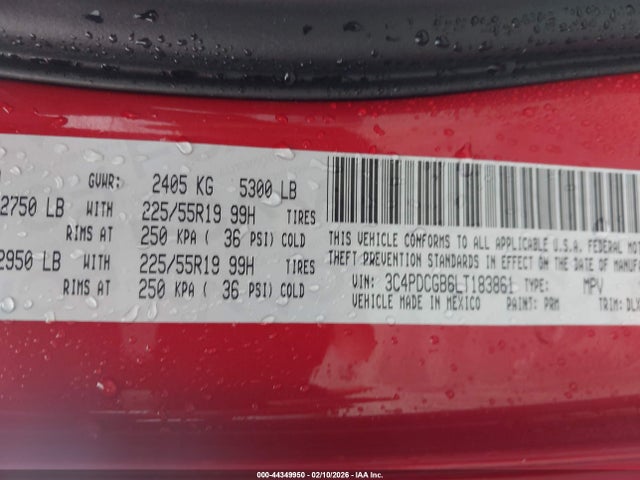 GVWR: 2405 KG 5300 LB
2750 LB WITH 225/55R19 99H TIRES
RIMS AT 250 KPA ( 36 PSI) COLD
2950 LB WITH 225/55R19 99H TIRES
RIMS AT 250 KPA ( 36 PSI) COLD
THIS VEHICLE CONFORMS TO ALL APPLICABLE U.S.A. FEDERAL MOTOR
THEFT PREVENTION STANDARDS IN EFFECT ON THE DATE OF MANUFA
VIN: 3C4PDCGB6LT183861 TYPE: MPV
VEHICLE MADE IN MEXICO PAINT: PRM TRIM: DLX
000-44349950 - 02/10/2026 - IAA Inc.